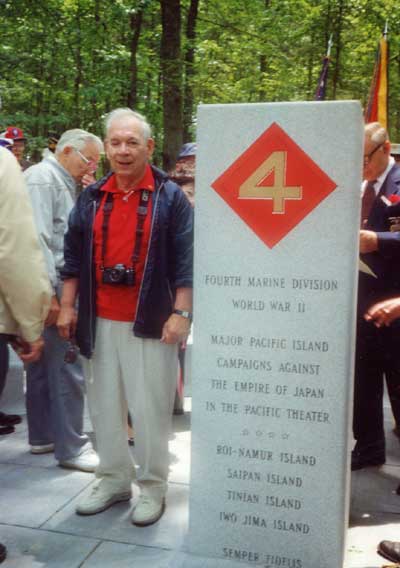 4
FOURTH MARINE DIVISION
WORLD WAR II
MAJOR PACIFIC ISLAND
CAMPAIGNS AGAINST
THE EMPIRE OF JAPAN
IN THE PACIFIC THEATER
ROI-NAMUR ISLAND
SAIPAN ISLAND
TINIAN ISLAND
IWO JIMA ISLAND
SEMPER FIDELIS